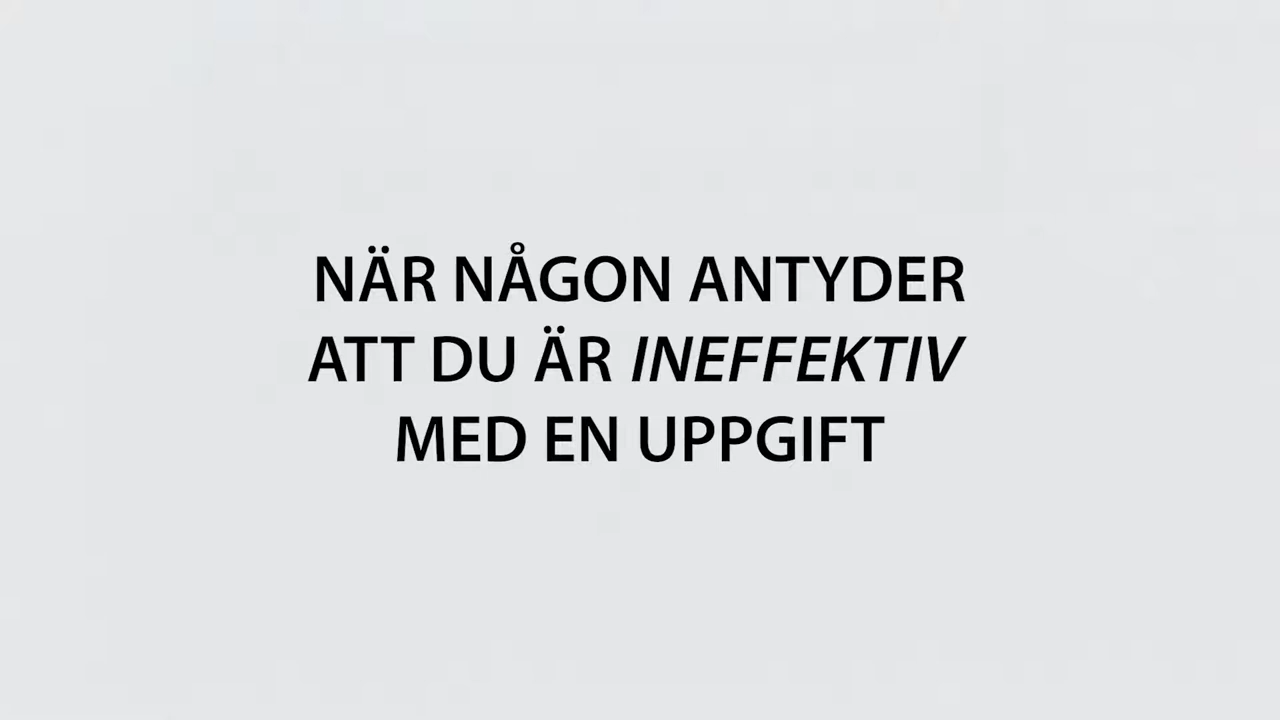 NÄR NÅGON ANTYDER
ATT DU ÄR INEFFEKTIV
MED EN UPPGIFT